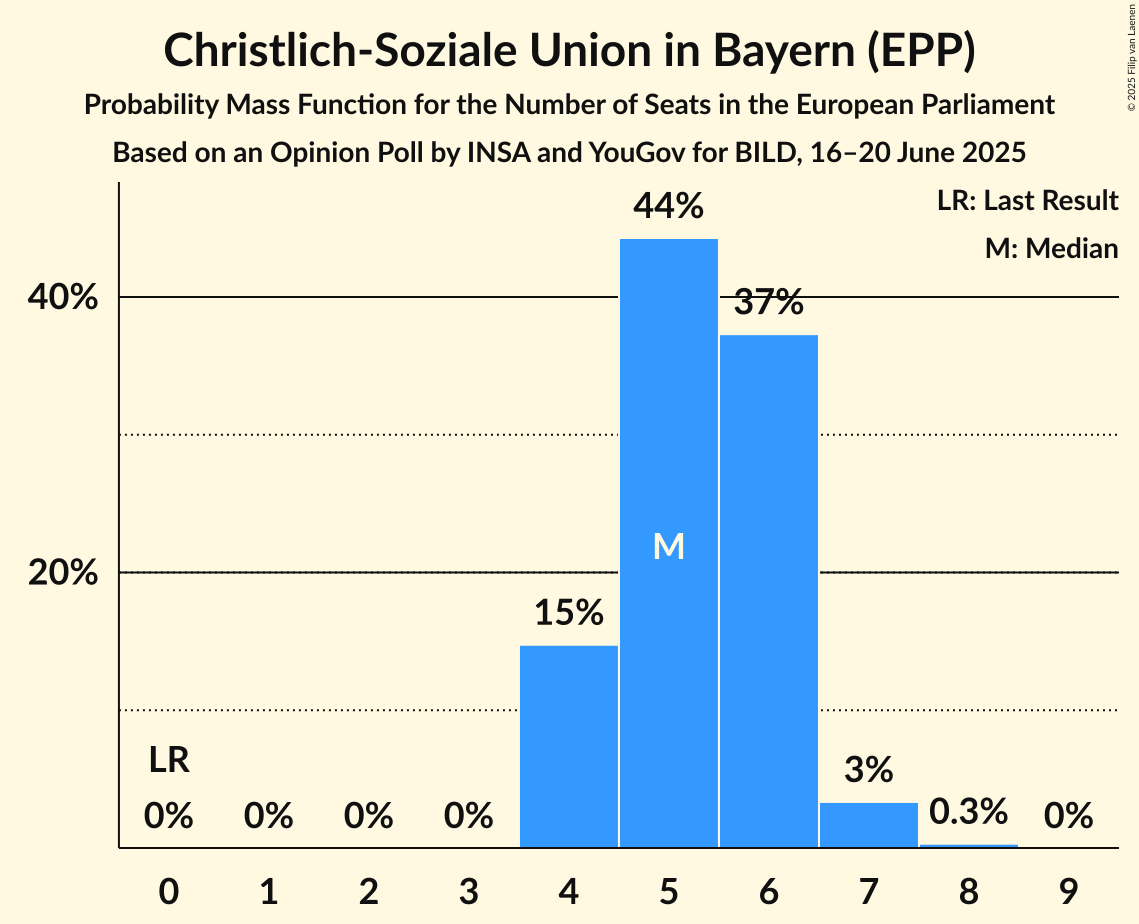 Christlich-Soziale Union in Bayern (EPP)
Probability Mass Function for the Number of Seats in the European Parliament
Based on an Opinion Poll by INSA and YouGov for BILD, 16–20 June 2025
© 2025 Filip van Laenen
LR: Last Result
M: Median
44%
40%
37%
M
20%
15%
LR
3%
0% 0% 0% 0% 0.3% 0%
0 1 2 3 4 5 6 7 8 9